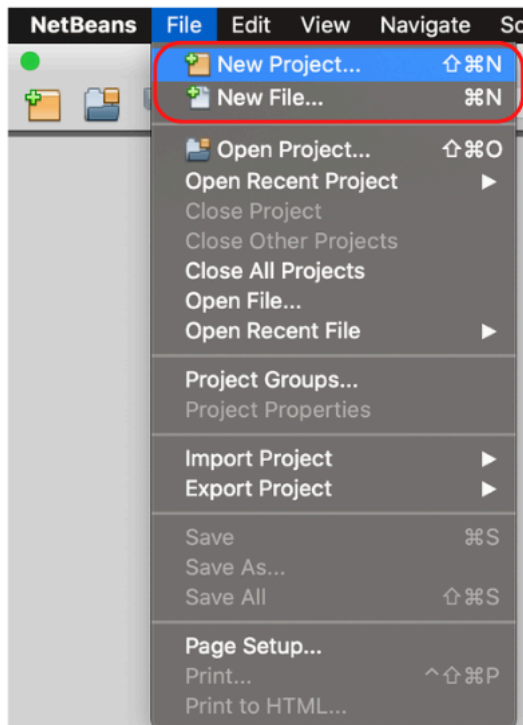 NetBeans File Edit View Navigate So
New Project... ⇧⌘N
New File... ⌘N
Open Project... ⇧⌘O
Open Recent Project ▶
Close Project
Close Other Projects
Close All Projects
Open File...
Open Recent File ▶
Project Groups...
Project Properties
Import Project ▶
Export Project ▶
Save ⌘S
Save As...
Save All ⇧⌘S
Page Setup...
Print... ^⇧⌘P
Print to HTML...